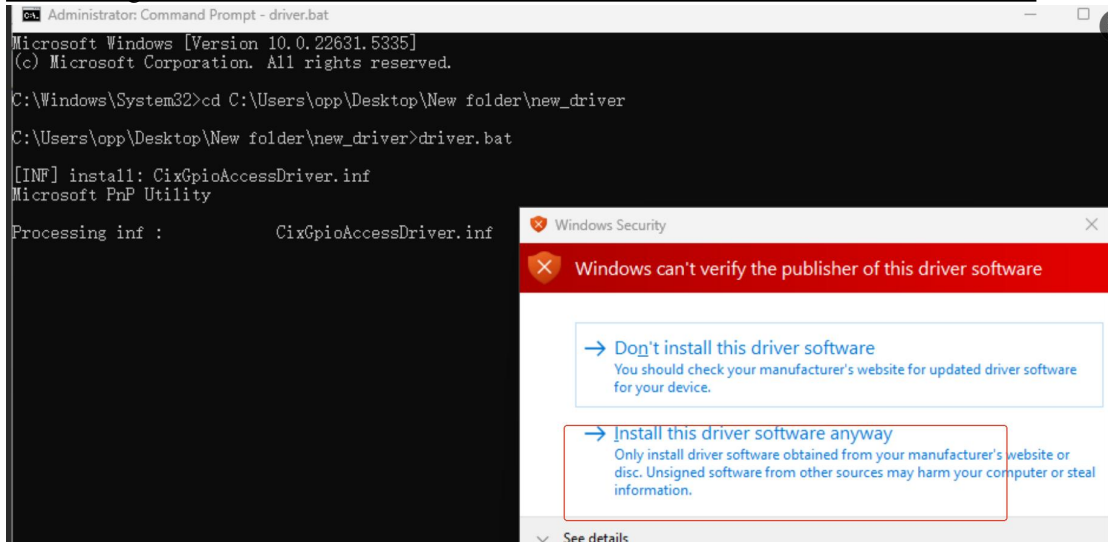 Administrator: Command Prompt - driver.bat
Microsoft Windows [Version 10.0.22631.5335]
(c) Microsoft Corporation. All rights reserved.
C:\Windows\System32>cd C:\Users\opp\Desktop\New folder\new_driver
C:\Users\opp\Desktop\New folder\new_driver>driver.bat
[INF] install: CixGpioAccessDriver.inf
Microsoft PnP Utility
Processing inf : CixGpioAccessDriver.inf
Windows Security
Windows can't verify the publisher of this driver software
Don't install this driver software
You should check your manufacturer's website for updated driver software
for your device.
Install this driver software anyway
Only install driver software obtained from your manufacturer's website or
disc. Unsigned software from other sources may harm your computer or steal
information.
See details